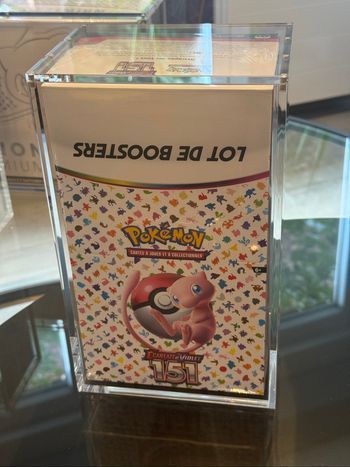 LOT DE BOOSTERS
POKÉMON
CARTES À JOUER ET À COLLECTIONNER
6+
ÉCARLATE et VIOLET
151